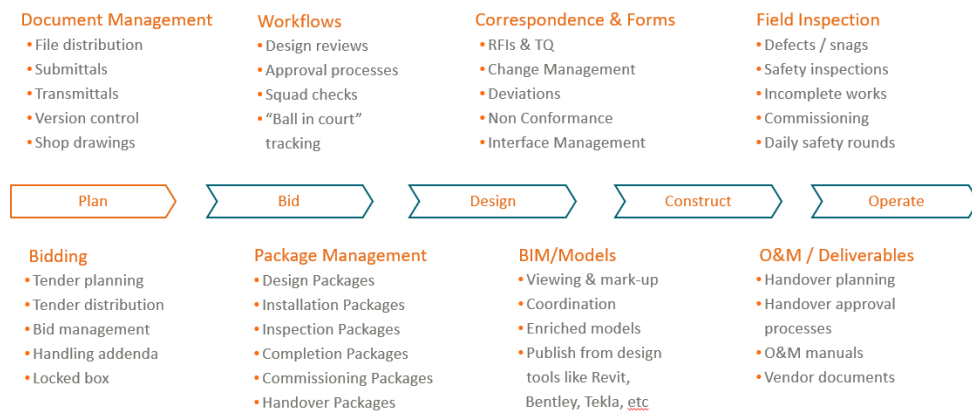 Document Management
• File distribution
• Submittals
• Transmittals
• Version control
• Shop drawings
Workflows
• Design reviews
• Approval processes
• Squad checks
• “Ball in court”
tracking
Correspondence & Forms
• RFIs & TQ
• Change Management
• Deviations
• Non Conformance
• Interface Management
Field Inspection
• Defects / snags
• Safety inspections
• Incomplete works
• Commissioning
• Daily safety rounds
Plan
Bid
Design
Construct
Operate
Bidding
• Tender planning
• Tender distribution
• Bid management
• Handling addenda
• Locked box
Package Management
• Design Packages
• Installation Packages
• Inspection Packages
• Completion Packages
• Commissioning Packages
• Handover Packages
BIM/Models
• Viewing & mark-up
• Coordination
• Enriched models
• Publish from design
tools like Revit,
Bentley, Tekla, etc
O&M / Deliverables
• Handover planning
• Handover approval
processes
• O&M manuals
• Vendor documents